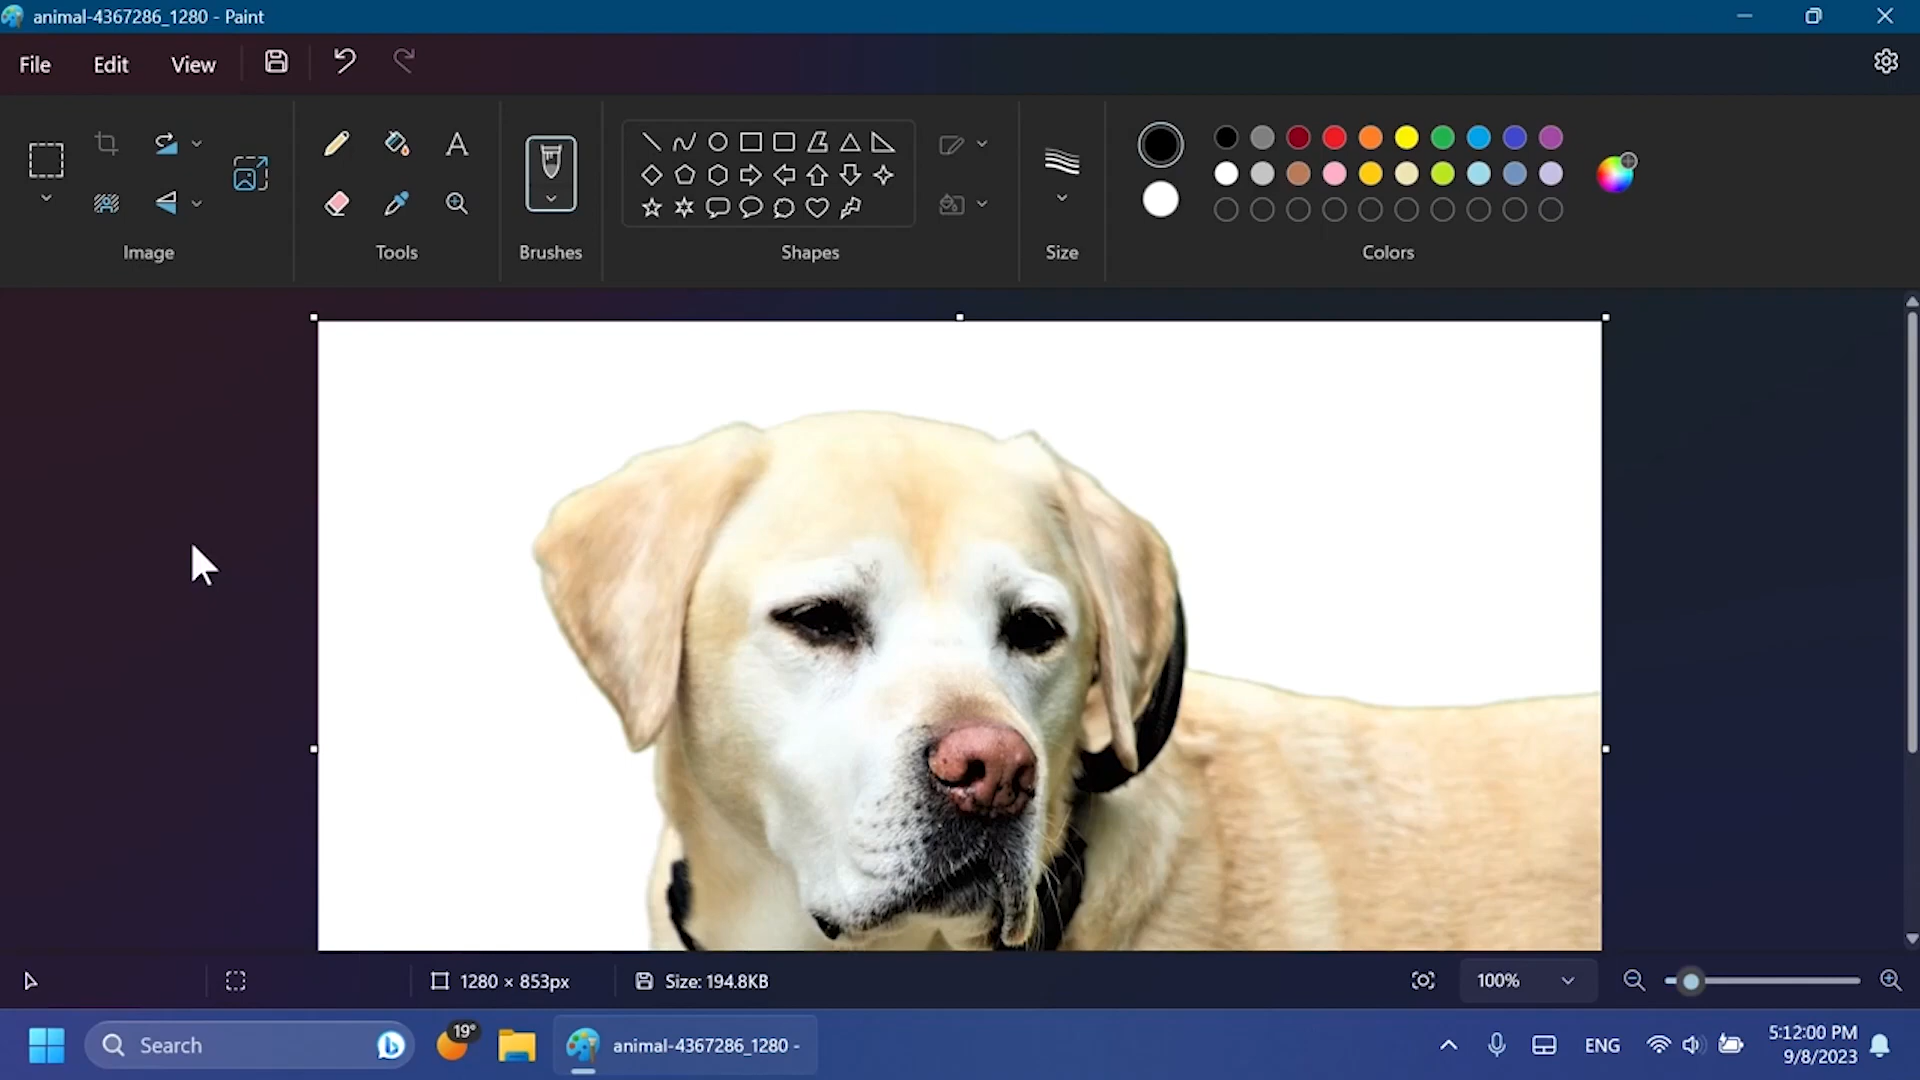 animal-4367286_1280 - Paint
File Edit View
Image Tools Brushes Shapes Size Colors
1280 × 853px Size: 194.8KB 100%
Search 19° animal-4367286_1280 - ENG 5:12:00 PM
9/8/2023